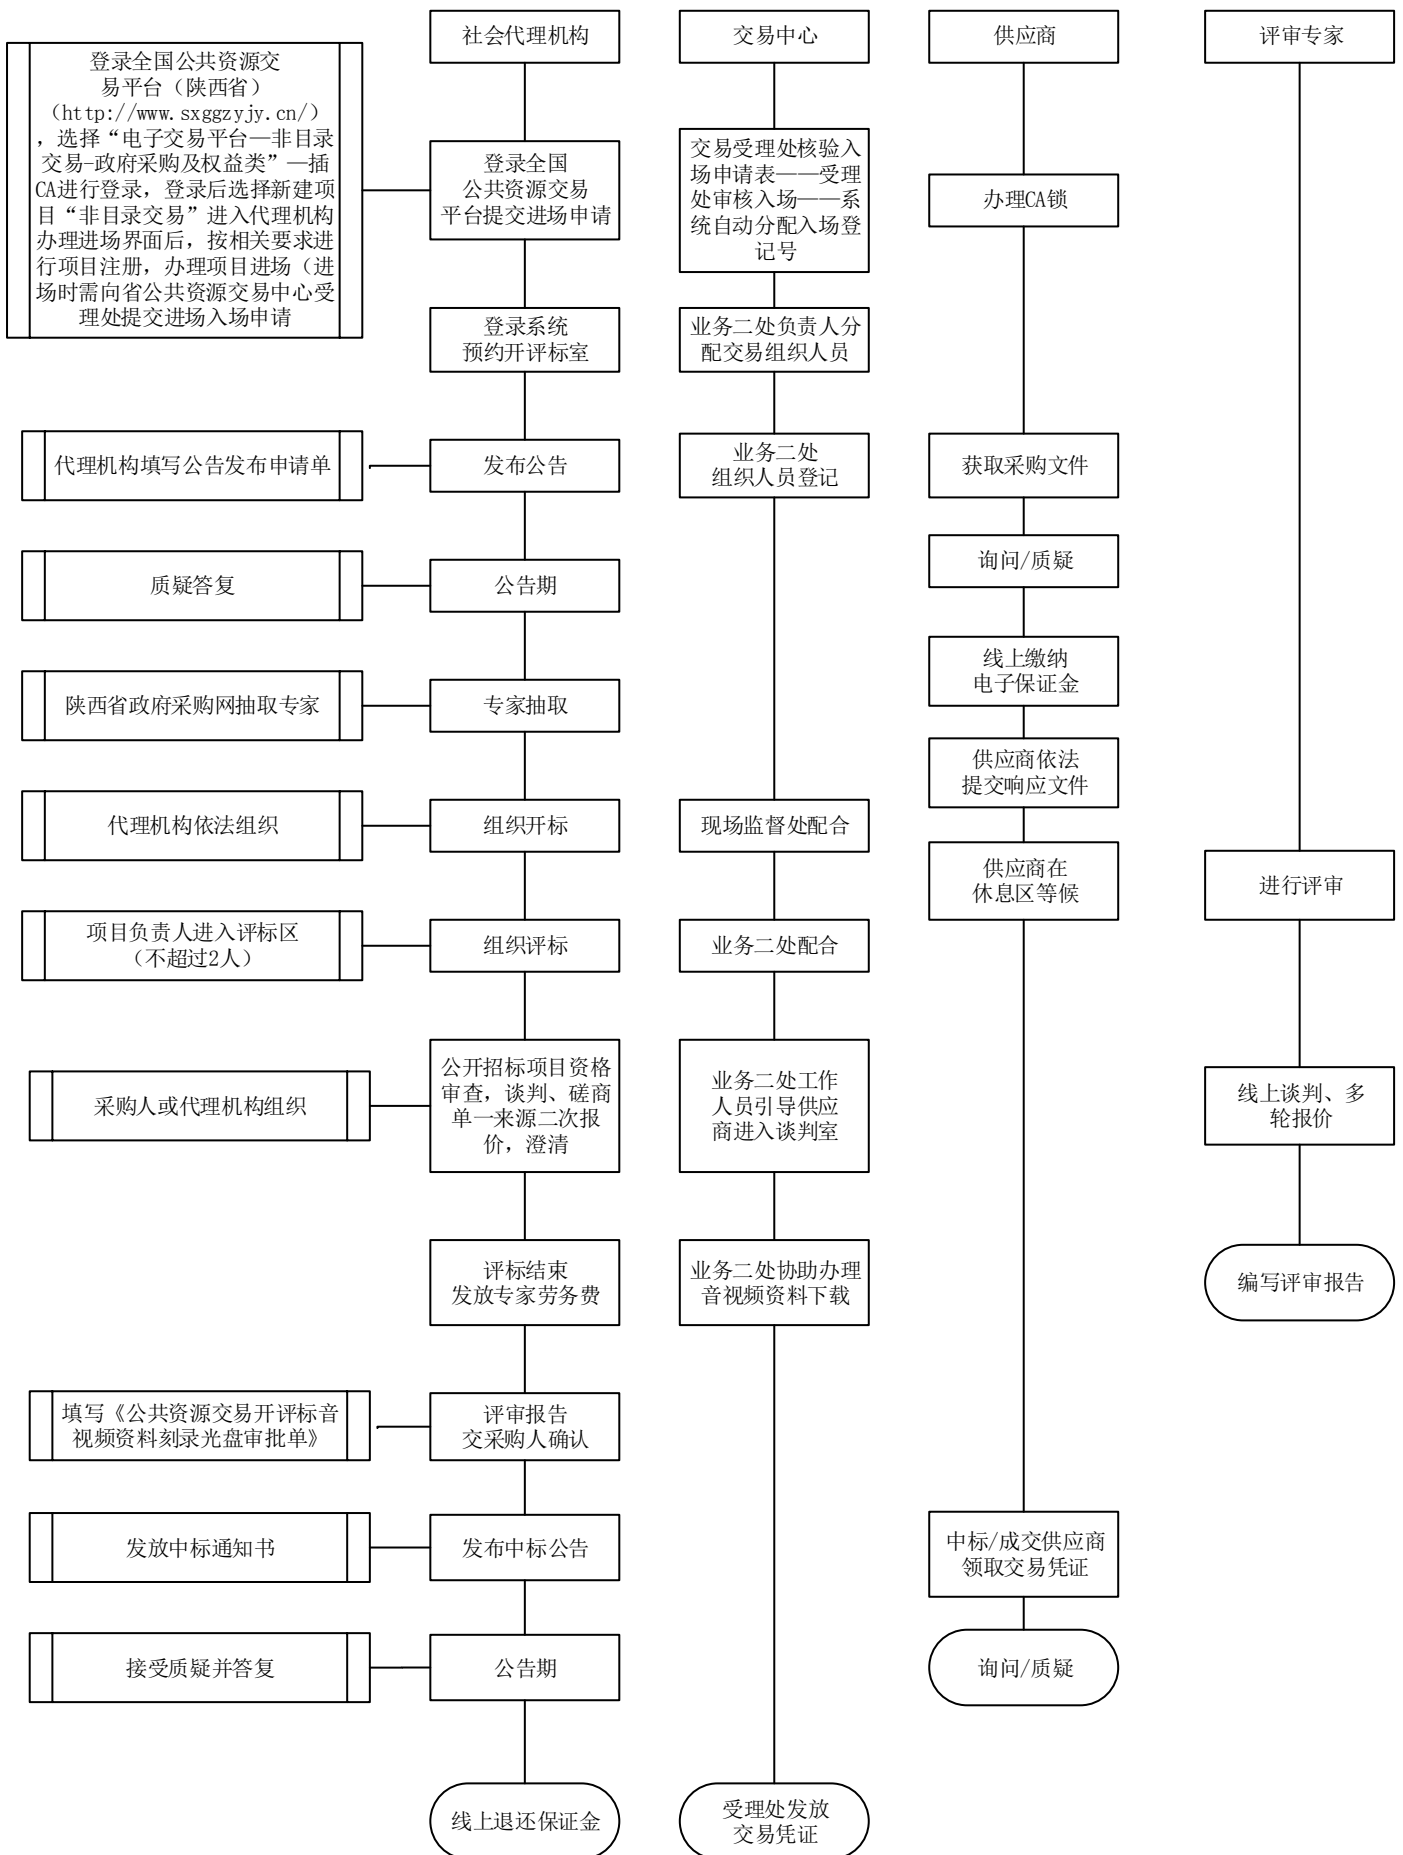 社会代理机构
交易中心
供应商
评审专家
登录全国公共资源交
易平台（陕西省）
（http://www.sxggzyjy.cn/）
，选择“电子交易平台—非目录
交易-政府采购及权益类”—插
CA进行登录，登录后选择新建项
目“非目录交易”进入代理机构
办理进场界面后，按相关要求进
行项目注册，办理项目进场（进
场时需向省公共资源交易中心受
理处提交进场入场申请
登录全国
公共资源交易
平台提交进场申请
交易受理处核验入
场申请表——受理
处审核入场——系
统自动分配入场登
记号
办理CA锁
登录系统
预约开评标室
业务二处负责人分
配交易组织人员
代理机构填写公告发布申请单
发布公告
业务二处
组织人员登记
获取采购文件
质疑答复
公告期
询问/质疑
线上缴纳
电子保证金
陕西省政府采购网抽取专家
专家抽取
供应商依法
提交响应文件
代理机构依法组织
组织开标
现场监督处配合
供应商在
休息区等候
进行评审
项目负责人进入评标区
（不超过2人）
组织评标
业务二处配合
采购人或代理机构组织
公开招标项目资格
审查，谈判、磋商
单一来源二次报
价，澄清
业务二处工作
人员引导供应
商进入谈判室
线上谈判、多
轮报价
评标结束
发放专家劳务费
业务二处协助办理
音视频资料下载
编写评审报告
填写《公共资源交易开评标音
视频资料刻录光盘审批单》
评审报告
交采购人确认
发放中标通知书
发布中标公告
中标/成交供应商
领取交易凭证
接受质疑并答复
公告期
询问/质疑
线上退还保证金
受理处发放
交易凭证